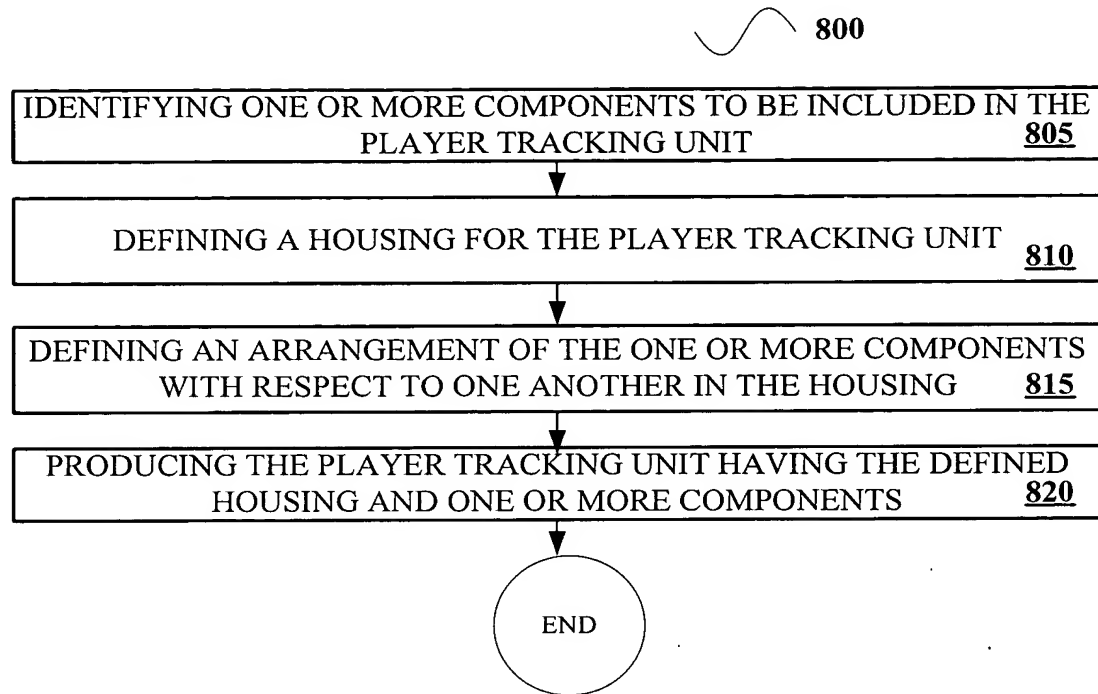 800
IDENTIFYING ONE OR MORE COMPONENTS TO BE INCLUDED IN THE
PLAYER TRACKING UNIT 805
DEFINING A HOUSING FOR THE PLAYER TRACKING UNIT
810
DEFINING AN ARRANGEMENT OF THE ONE OR MORE COMPONENTS
WITH RESPECT TO ONE ANOTHER IN THE HOUSING 815
PRODUCING THE PLAYER TRACKING UNIT HAVING THE DEFINED
HOUSING AND ONE OR MORE COMPONENTS 820
END